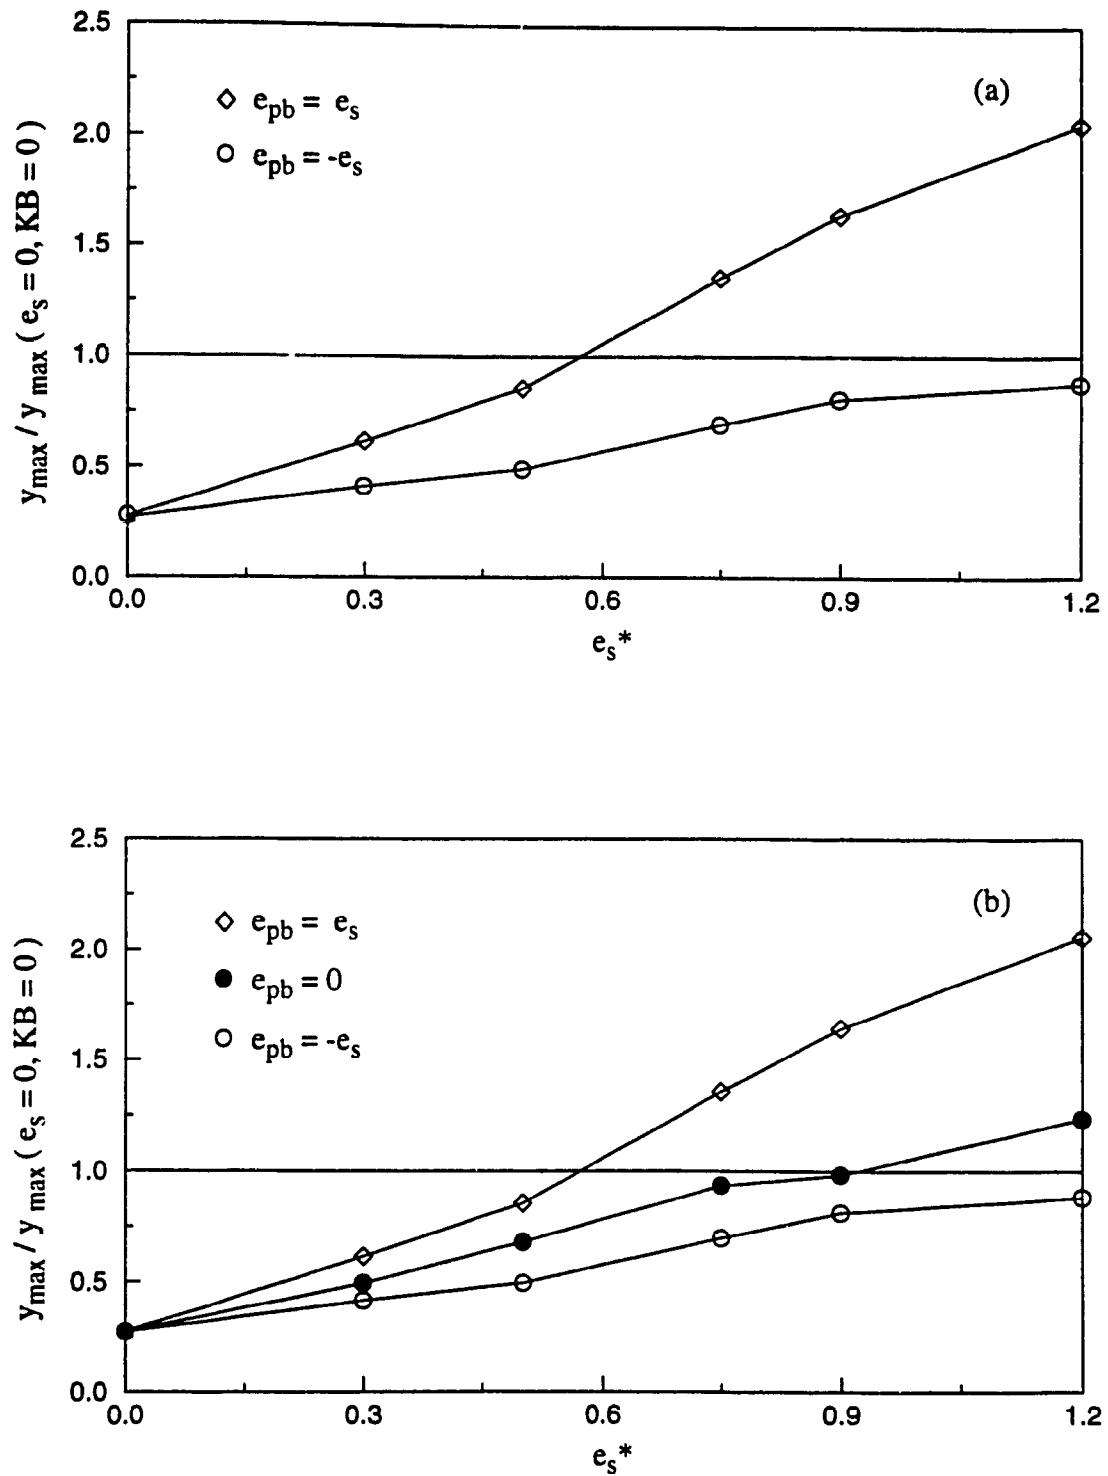 2.5
2.0
1.5
1.0
0.5
0.0
y_max / y_max ( e_s = 0, KB = 0 )
(a)
e_pb = e_s
e_pb = -e_s
0.0 0.3 0.6 0.9 1.2
e_s*
2.5
2.0
1.5
1.0
0.5
0.0
y_max / y_max ( e_s = 0, KB = 0 )
(b)
e_pb = e_s
e_pb = 0
e_pb = -e_s
0.0 0.3 0.6 0.9 1.2
e_s*